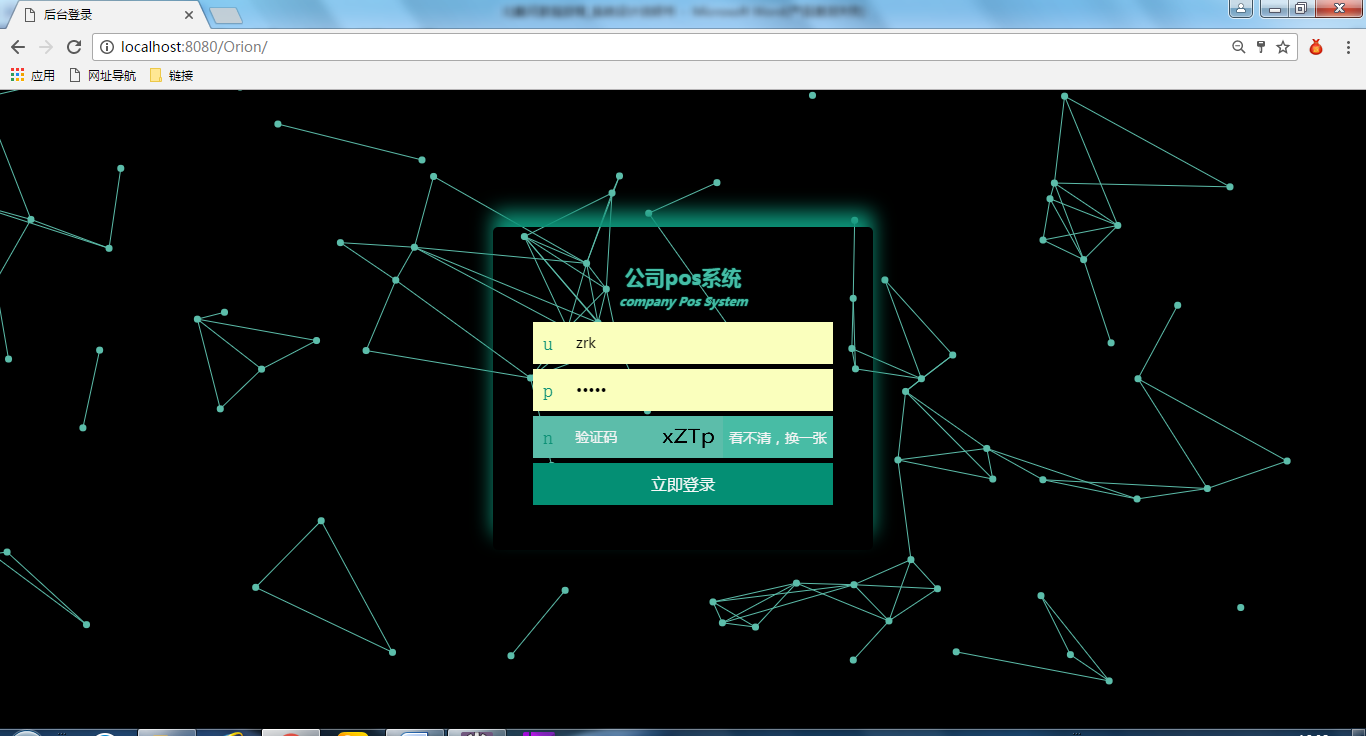 后台登录
localhost:8080/Orion/
应用 网址导航 链接
公司pos系统
company Pos System
u zrk
p •••••
n 验证码 xZTp 看不清，换一张
立即登录